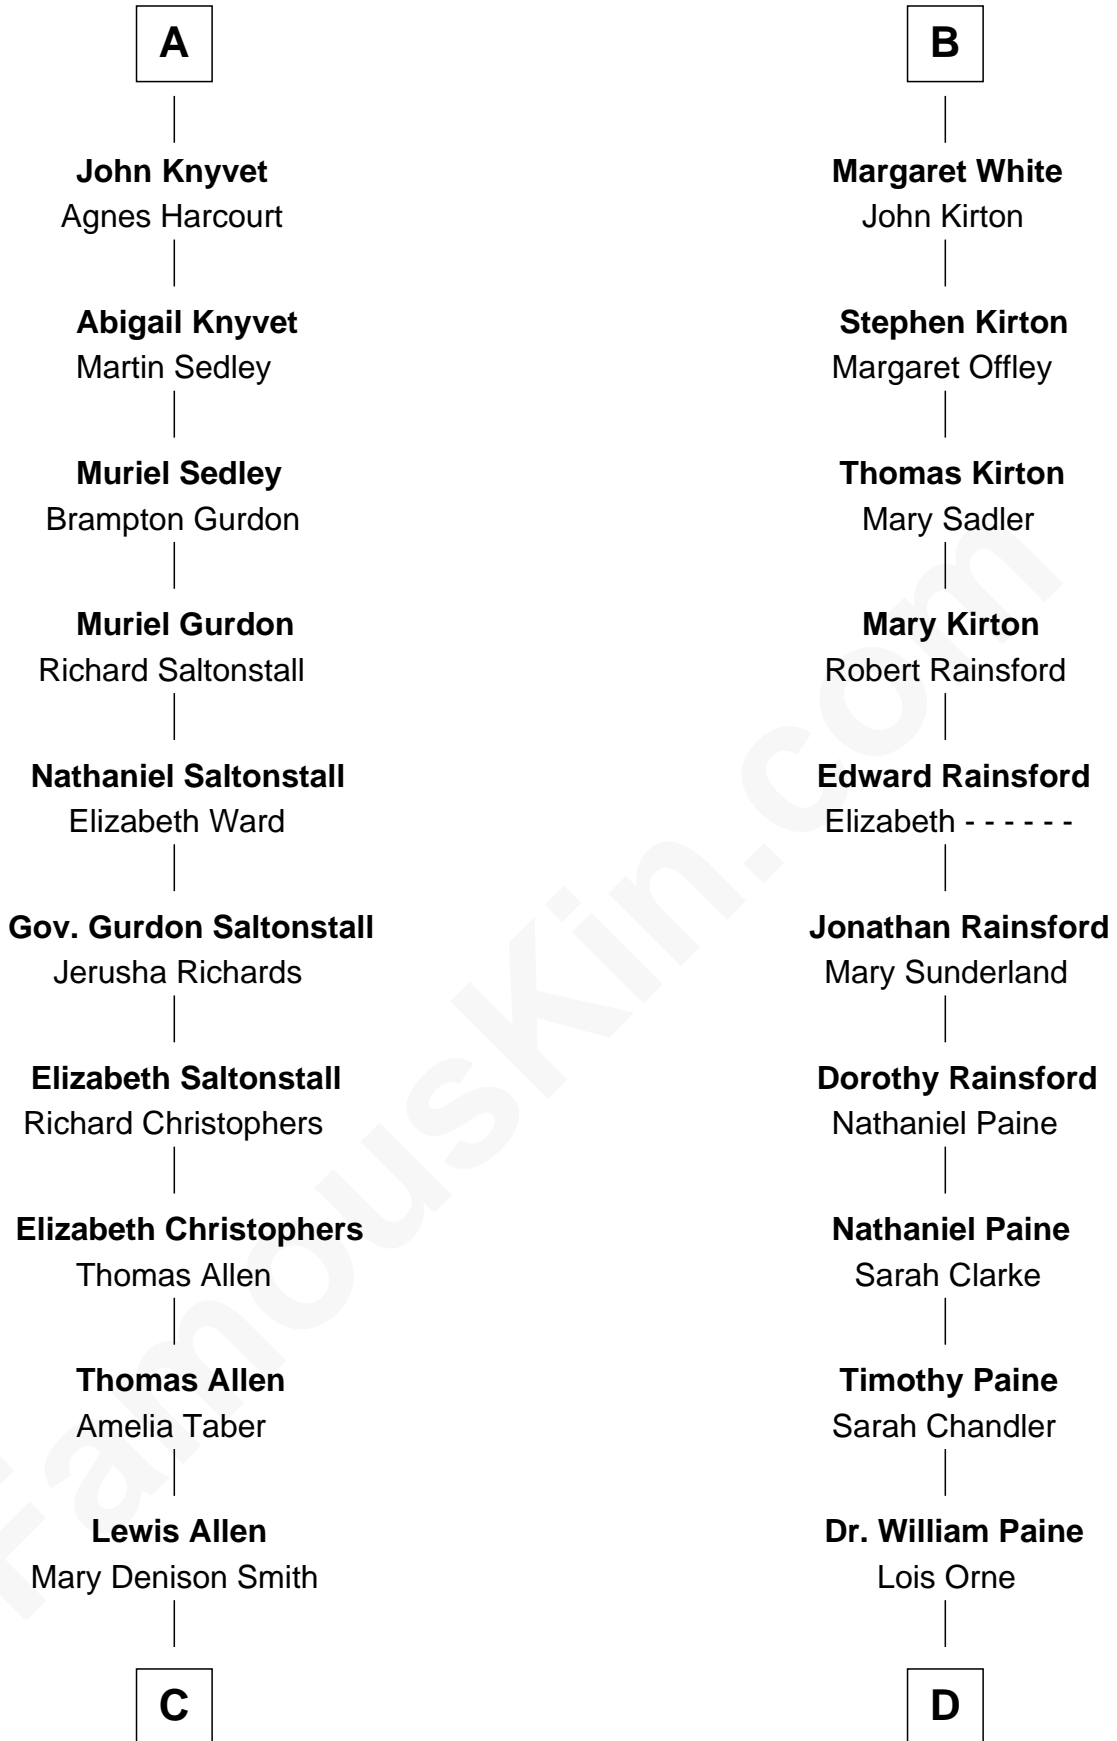 A
John Knyvet
Agnes Harcourt
Abigail Knyvet
Martin Sedley
Muriel Sedley
Brampton Gurdon
Muriel Gurdon
Richard Saltonstall
Nathaniel Saltonstall
Elizabeth Ward
Gov. Gurdon Saltonstall
Jerusha Richards
Elizabeth Saltonstall
Richard Christophers
Elizabeth Christophers
Thomas Allen
Thomas Allen
Amelia Taber
Lewis Allen
Mary Denison Smith
C
B
Margaret White
John Kirton
Stephen Kirton
Margaret Offley
Thomas Kirton
Mary Sadler
Mary Kirton
Robert Rainsford
Edward Rainsford
Elizabeth - - - - - -
Jonathan Rainsford
Mary Sunderland
Dorothy Rainsford
Nathaniel Paine
Nathaniel Paine
Sarah Clarke
Timothy Paine
Sarah Chandler
Dr. William Paine
Lois Orne
D
FamousKin.com